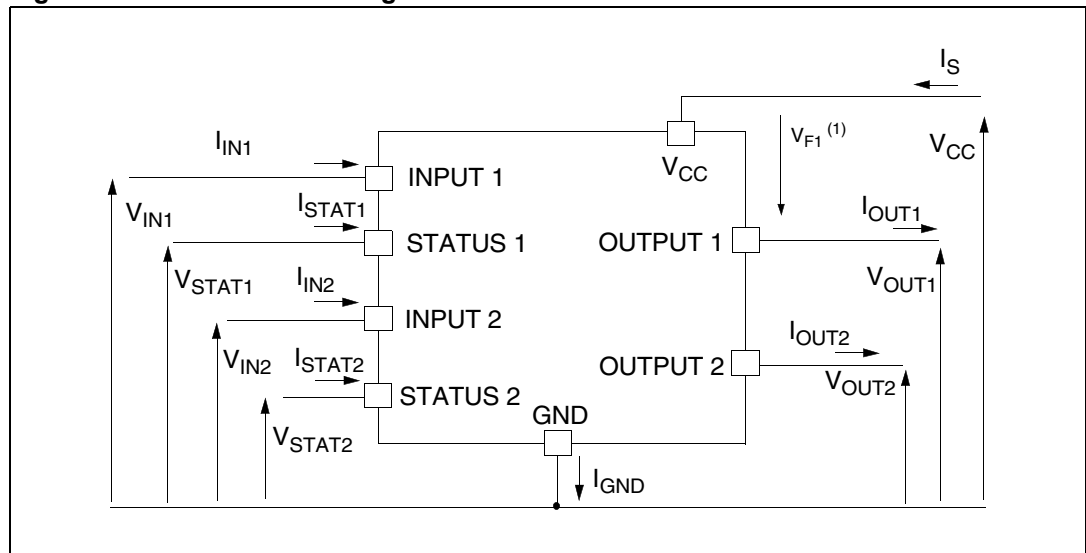 I_S
V_F1 (1)
V_CC
I_IN1
V_CC
INPUT 1
V_IN1
I_STAT1
I_OUT1
STATUS 1
OUTPUT 1
V_STAT1
V_OUT1
I_IN2
INPUT 2
I_OUT2
V_IN2
I_STAT2
OUTPUT 2
V_OUT2
STATUS 2
GND
V_STAT2
I_GND